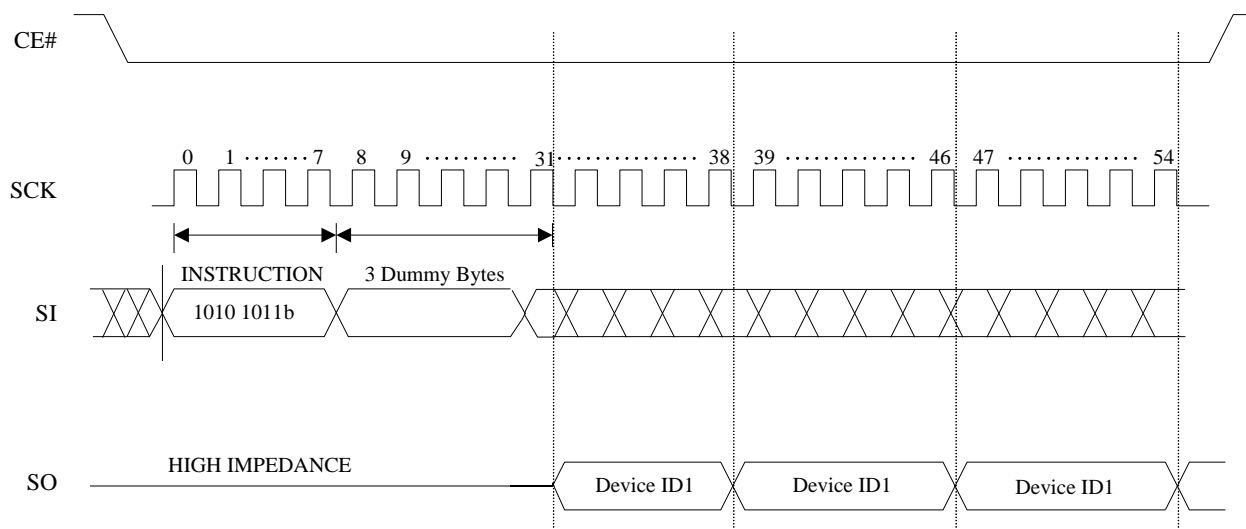 CE#
0 1 ······· 7 8 9 ·········· 31 ·············· 38 39 ·············· 46 47 ············· 54
SCK
INSTRUCTION 3 Dummy Bytes
SI 1010 1011b
HIGH IMPEDANCE
SO Device ID1 Device ID1 Device ID1